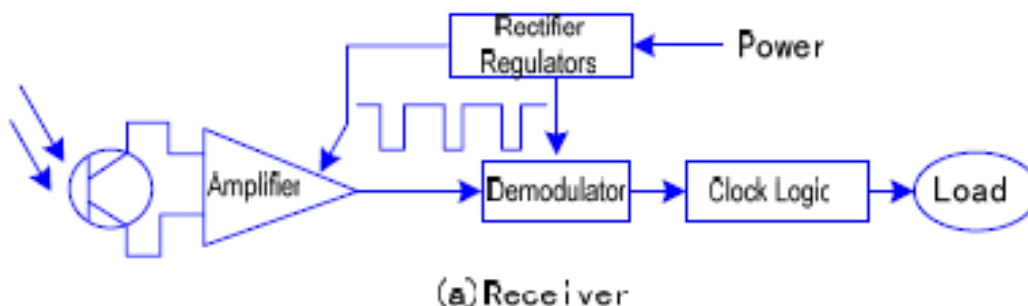 Rectifier
Regulators
Power
Amplifier
Demodulator
Clock Logic
Load
(a)Receiver